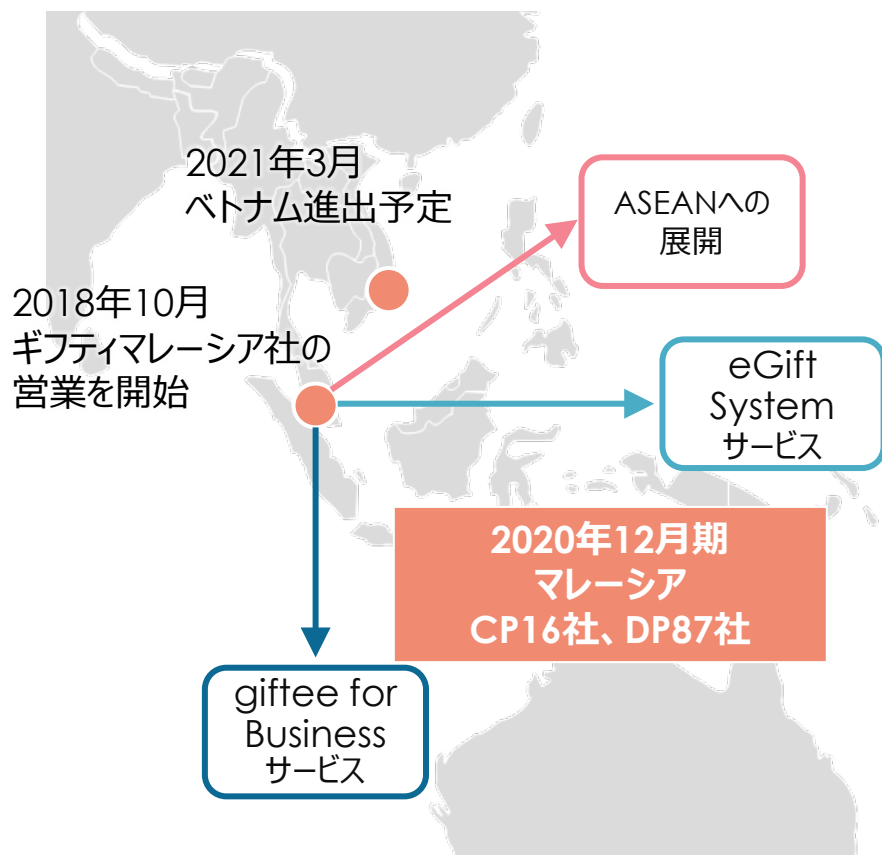 2021年3月
ベトナム進出予定
ASEANへの
展開
2018年10月
ギフティマレーシア社の
営業を開始
eGift
System
サービス
2020年12月期
マレーシア
CP16社、DP87社
giftee for
Business
サービス